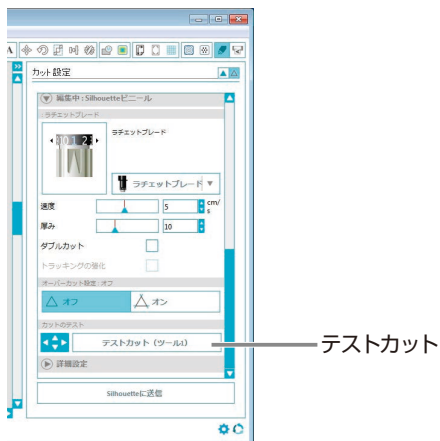 A
カット設定
編集中 : Silhouetteビニール
ラチェットブレード
ラチェットブレード
0 1 2
ラチェットブレード
速度 5 cm/s
厚み 10
ダブルカット
トラッキングの強化
オーバーカット設定 : オフ
オフ オン
カットのテスト
テストカット (ツール1) テストカット
詳細設定
Silhouetteに送信